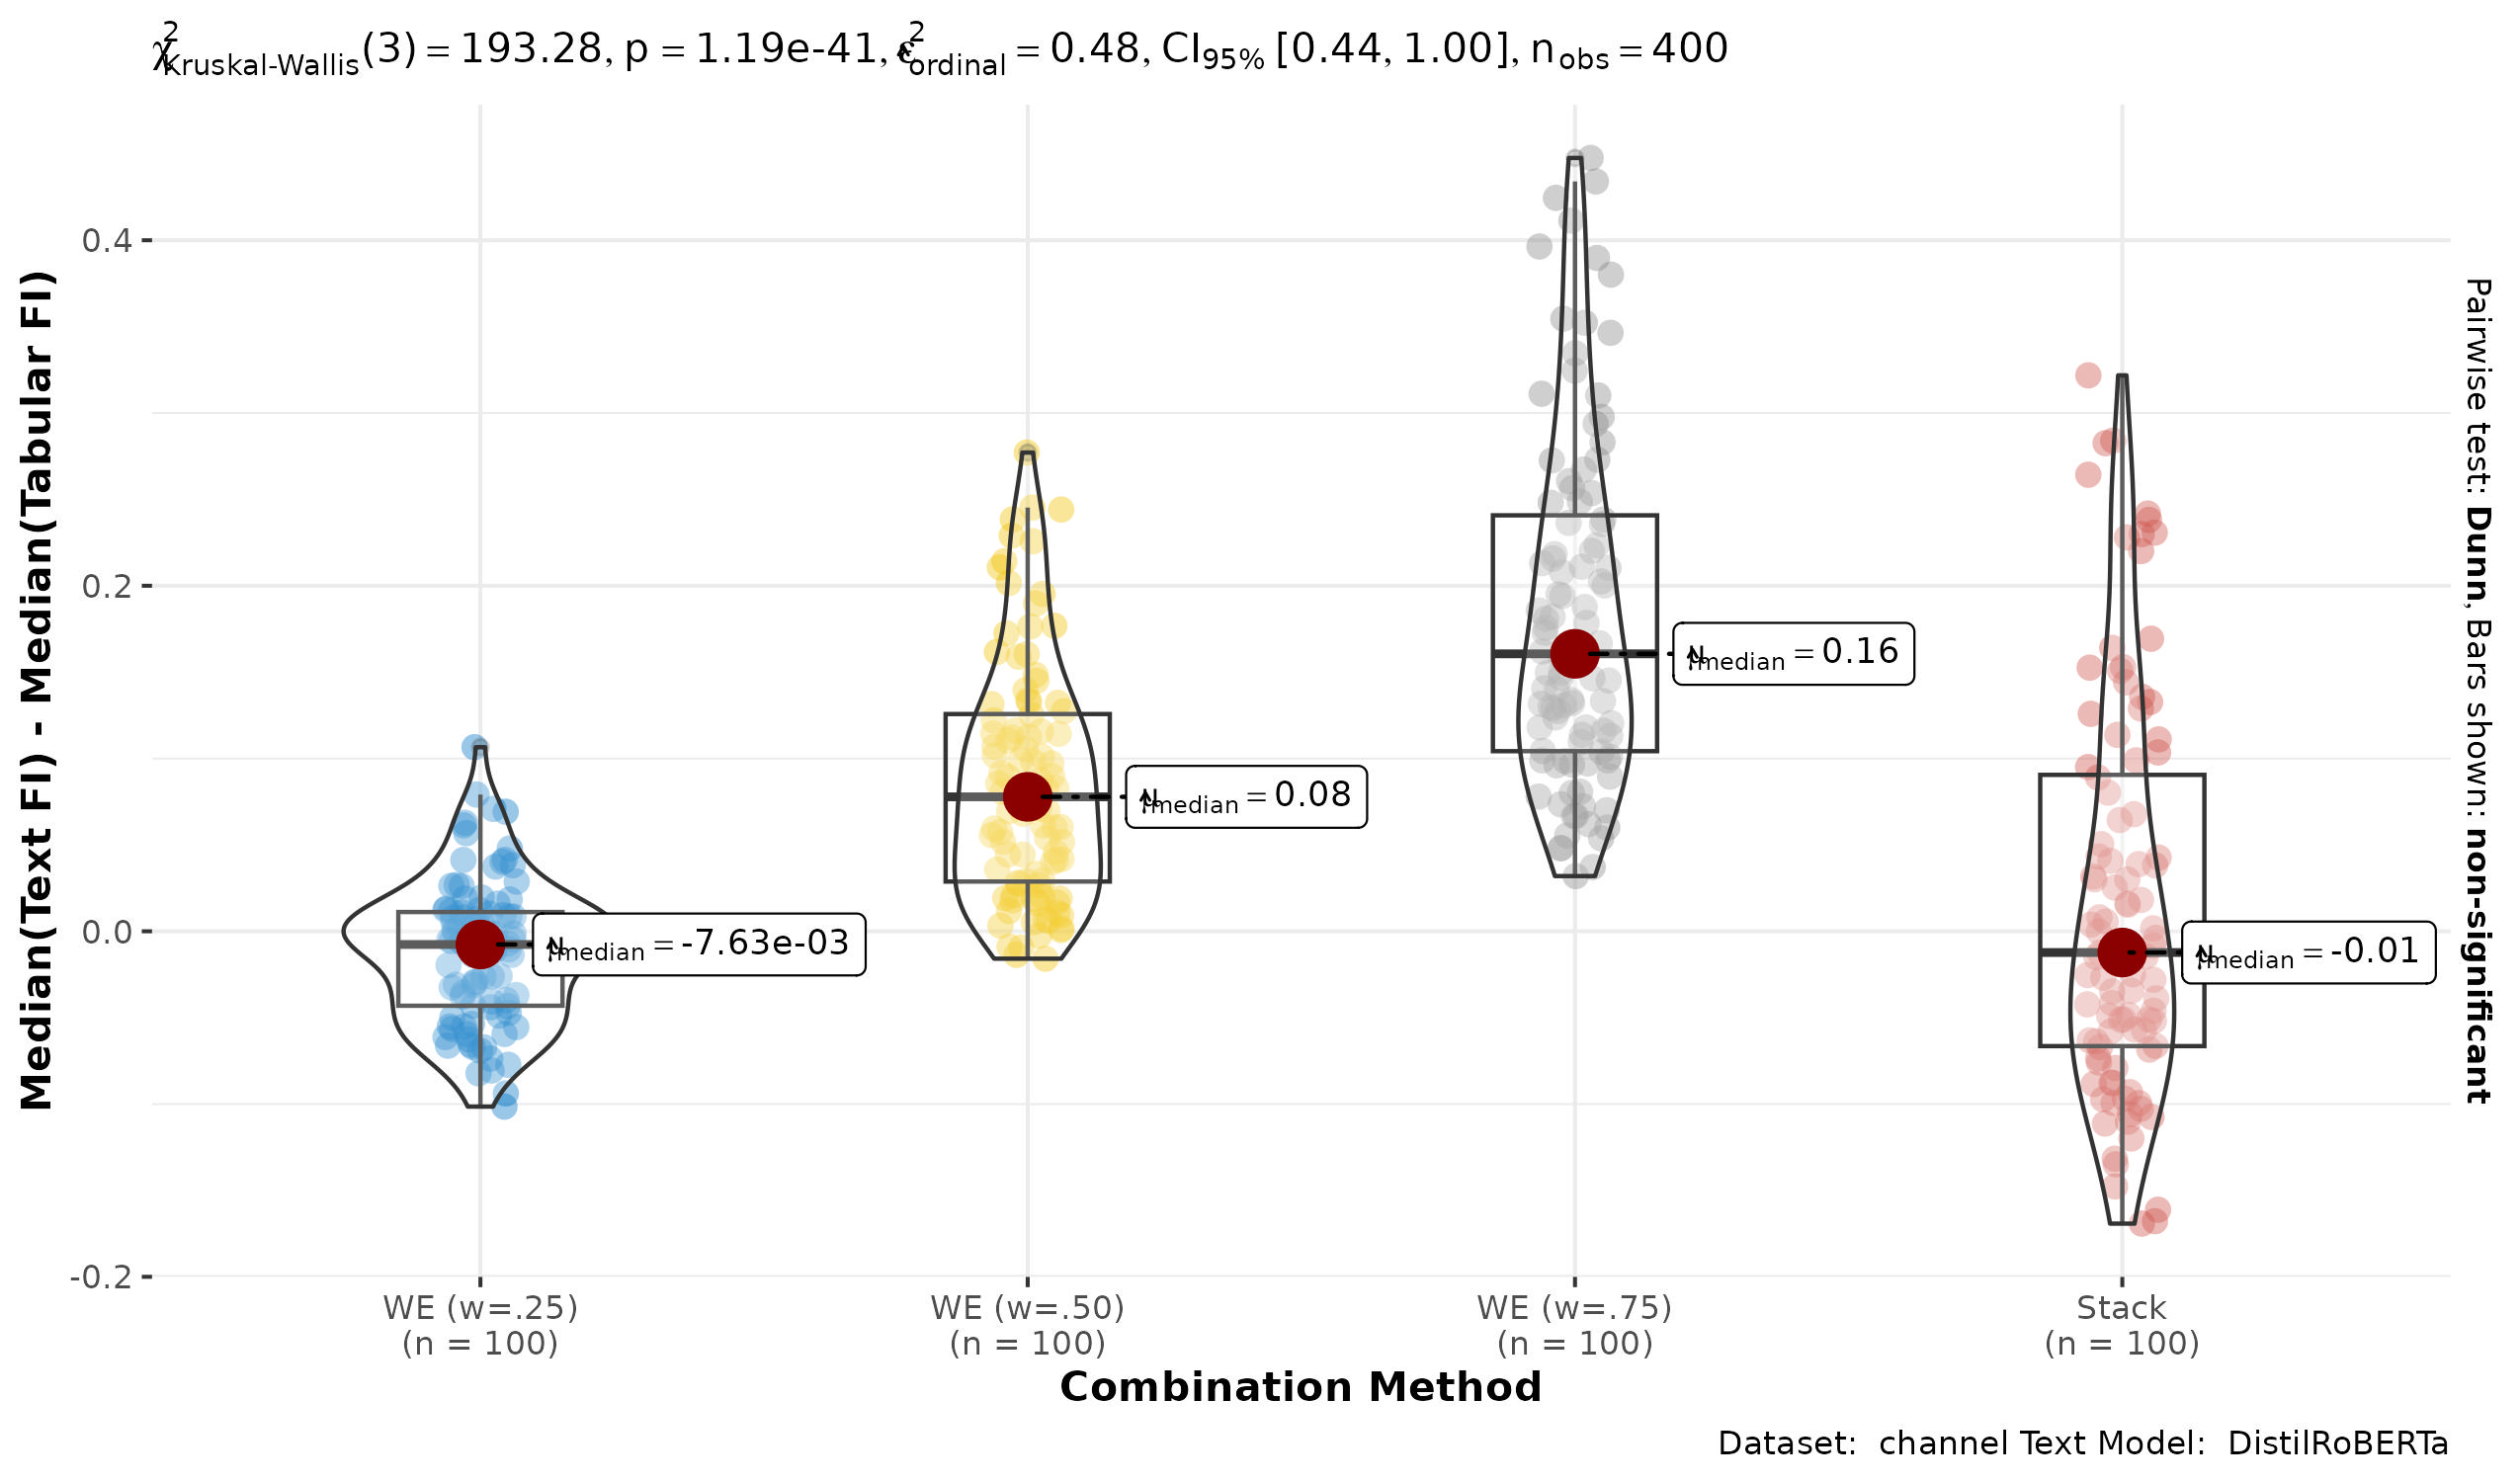 χ²Kruskal-Wallis(3) = 193.28, p = 1.19e-41, ε²ordinal = 0.48, CI95% [0.44, 1.00], nobs = 400
Median(Text FI) - Median(Tabular FI)
0.4
0.2
0.0
-0.2
μ̂median = -7.63e-03
μ̂median = 0.08
μ̂median = 0.16
μ̂median = -0.01
Pairwise test: Dunn, Bars shown: non-significant
WE (w=.25)
(n = 100)
WE (w=.50)
(n = 100)
WE (w=.75)
(n = 100)
Stack
(n = 100)
Combination Method
Dataset:  channel Text Model:  DistilRoBERTa